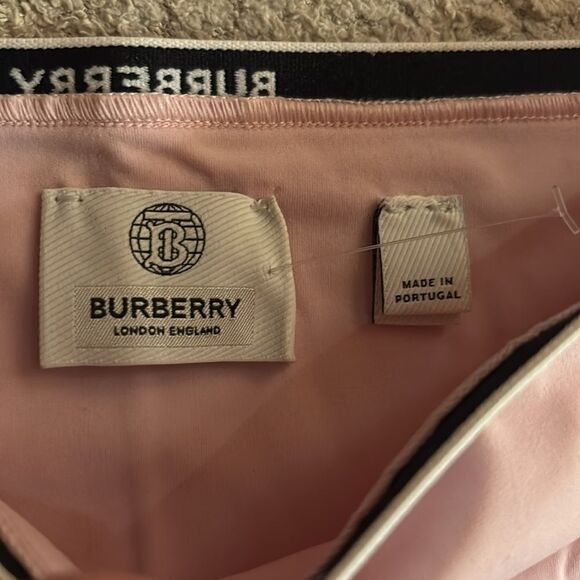 BURBERRY
B
BURBERRY
LONDON ENGLAND
MADE IN
PORTUGAL